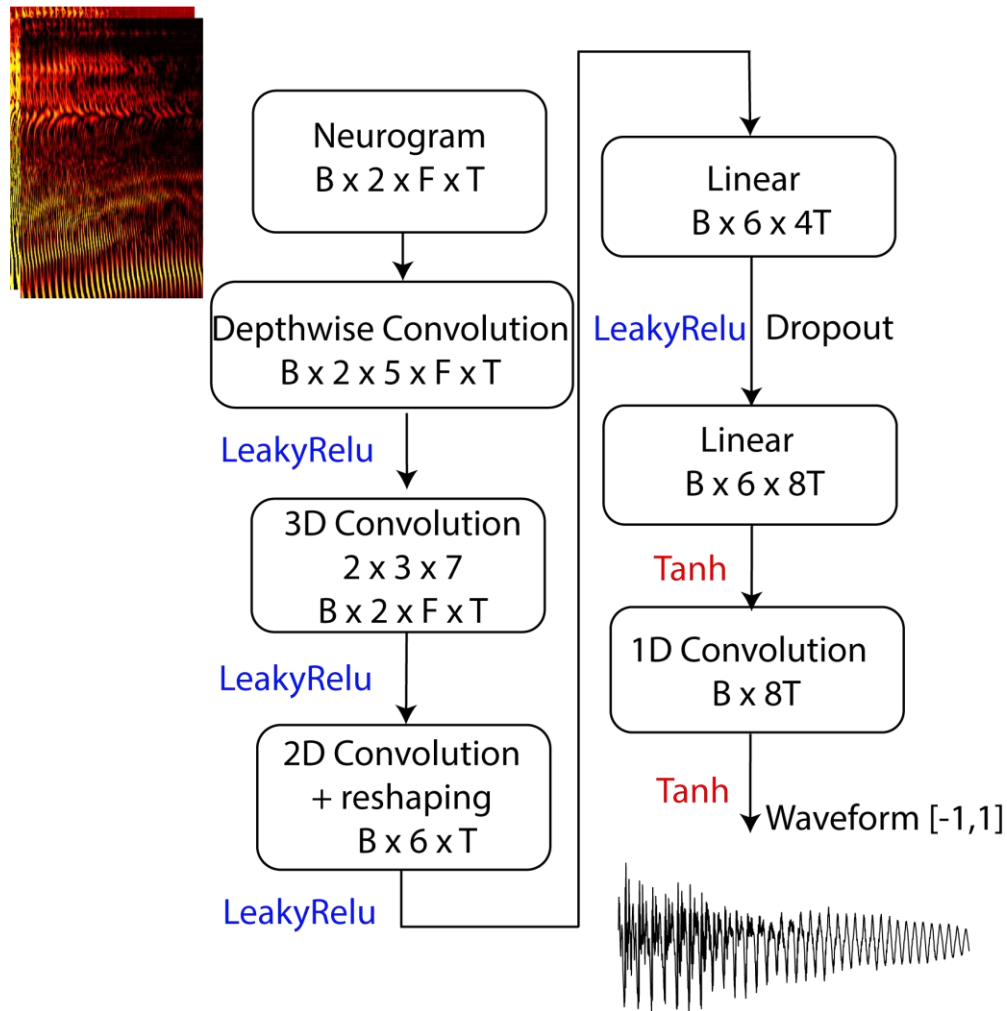 Neurogram
B x 2 x F x T
Depthwise Convolution
B x 2 x 5 x F x T
LeakyRelu
3D Convolution
2 x 3 x 7
B x 2 x F x T
LeakyRelu
2D Convolution
+ reshaping
B x 6 x T
LeakyRelu
Linear
B x 6 x 4T
LeakyRelu Dropout
Linear
B x 6 x 8T
Tanh
1D Convolution
B x 8T
Tanh
Waveform [-1,1]